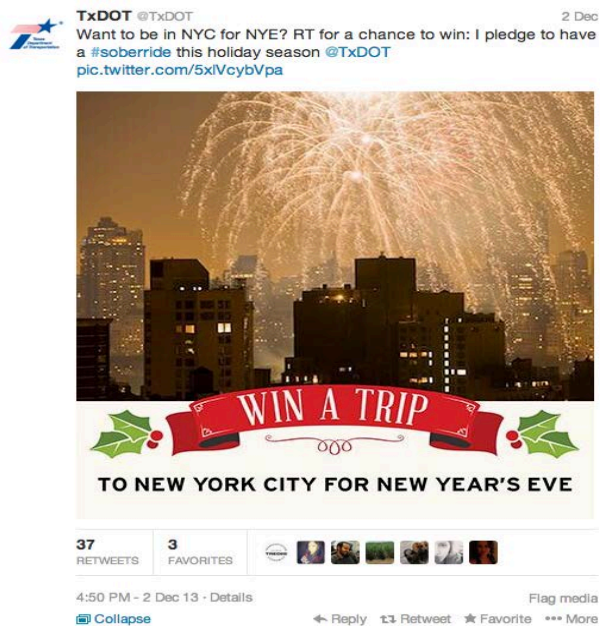 TxDOT @TxDOT 2 Dec
Want to be in NYC for NYE? RT for a chance to win: I pledge to have
a #soberride this holiday season @TxDOT
pic.twitter.com/5xlVcybVpa
WIN A TRIP
TO NEW YORK CITY FOR NEW YEAR'S EVE
37 3
RETWEETS FAVORITES
4:50 PM - 2 Dec 13 · Details Flag media
Collapse Reply Retweet Favorite More